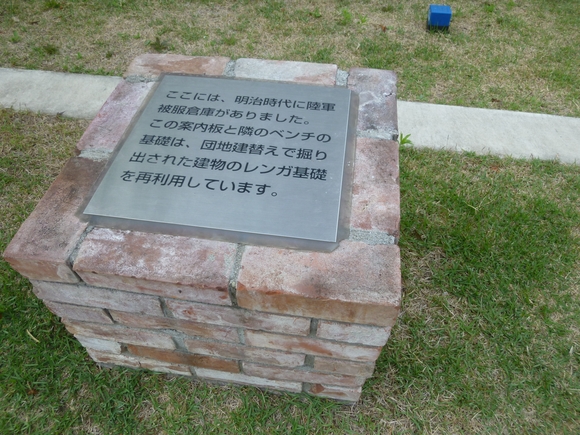 ここには、明治時代に陸軍
被服倉庫がありました。
この案内板と隣のベンチの
基礎は、団地建替えで掘り
出された建物のレンガ基礎
を再利用しています。